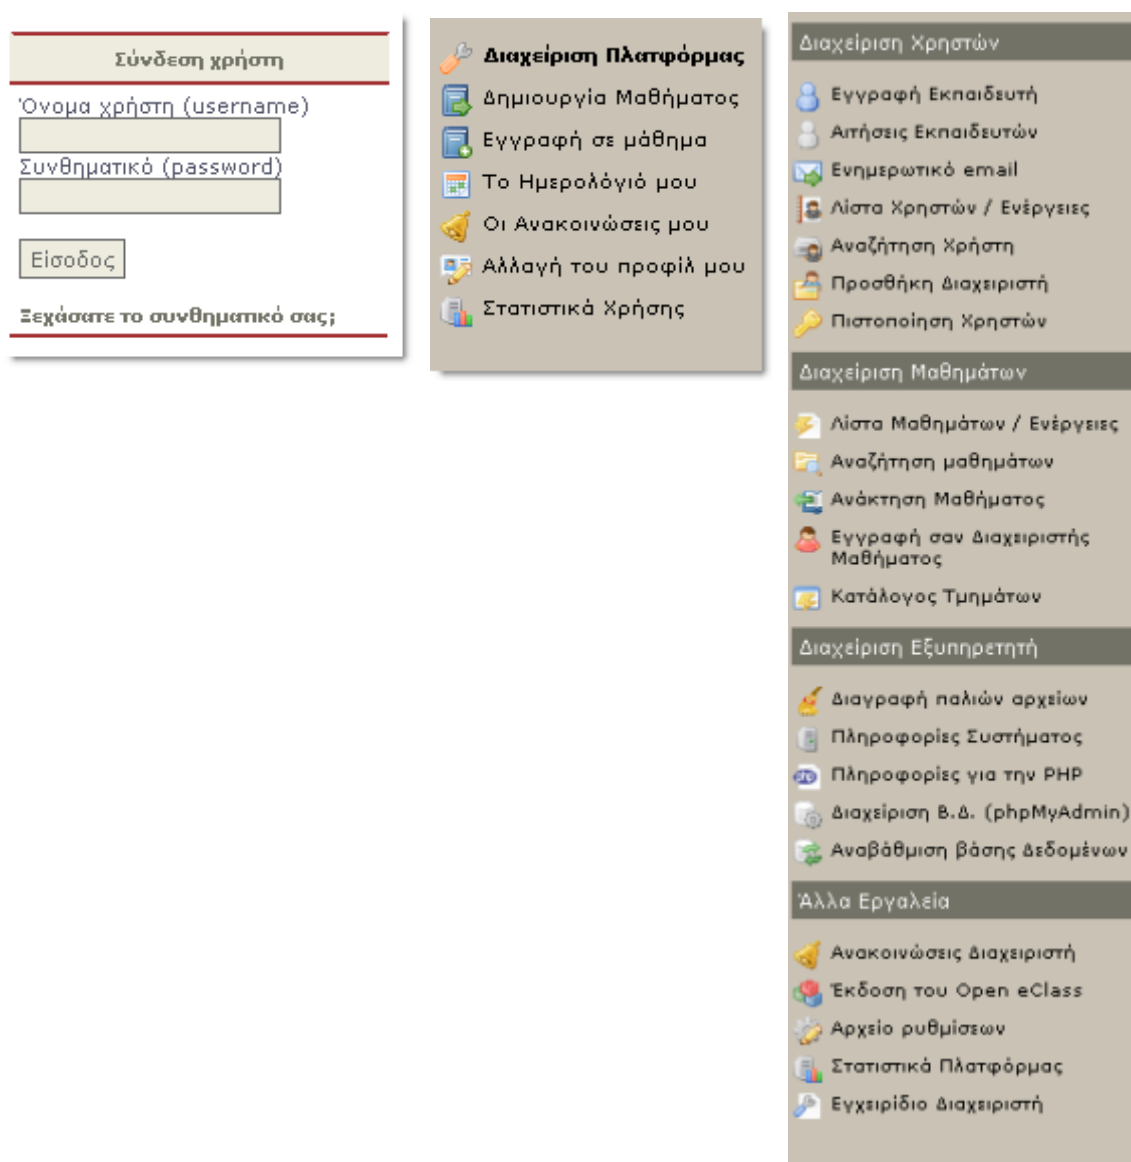 Σύνδεση χρήστη
Όνομα χρήστη (username)
Συνθηματικό (password)
Είσοδος
Ξεχάσατε το συνθηματικό σας;
Διαχείριση Πλατφόρμας
Δημιουργία Μαθήματος
Εγγραφή σε μάθημα
Το Ημερολόγιό μου
Οι Ανακοινώσεις μου
Αλλαγή του προφίλ μου
Στατιστικά Χρήσης
Διαχείριση Χρηστών
Εγγραφή Εκπαιδευτή
Αιτήσεις Εκπαιδευτών
Ενημερωτικό email
Λίστα Χρηστών / Ενέργειες
Αναζήτηση Χρήστη
Προσθήκη Διαχειριστή
Πιστοποίηση Χρηστών
Διαχείριση Μαθημάτων
Λίστα Μαθημάτων / Ενέργειες
Αναζήτηση μαθημάτων
Ανάκτηση Μαθήματος
Εγγραφή σαν Διαχειριστής
Μαθήματος
Κατάλογος Τμημάτων
Διαχείριση Εξυπηρετητή
Διαγραφή παλιών αρχείων
Πληροφορίες Συστήματος
Πληροφορίες για την PHP
Διαχείριση Β.Δ. (phpMyAdmin)
Αναβάθμιση βάσης Δεδομένων
Άλλα Εργαλεία
Ανακοινώσεις Διαχειριστή
Έκδοση του Open eClass
Αρχείο ρυθμίσεων
Στατιστικά Πλατφόρμας
Εγχειρίδιο Διαχειριστή